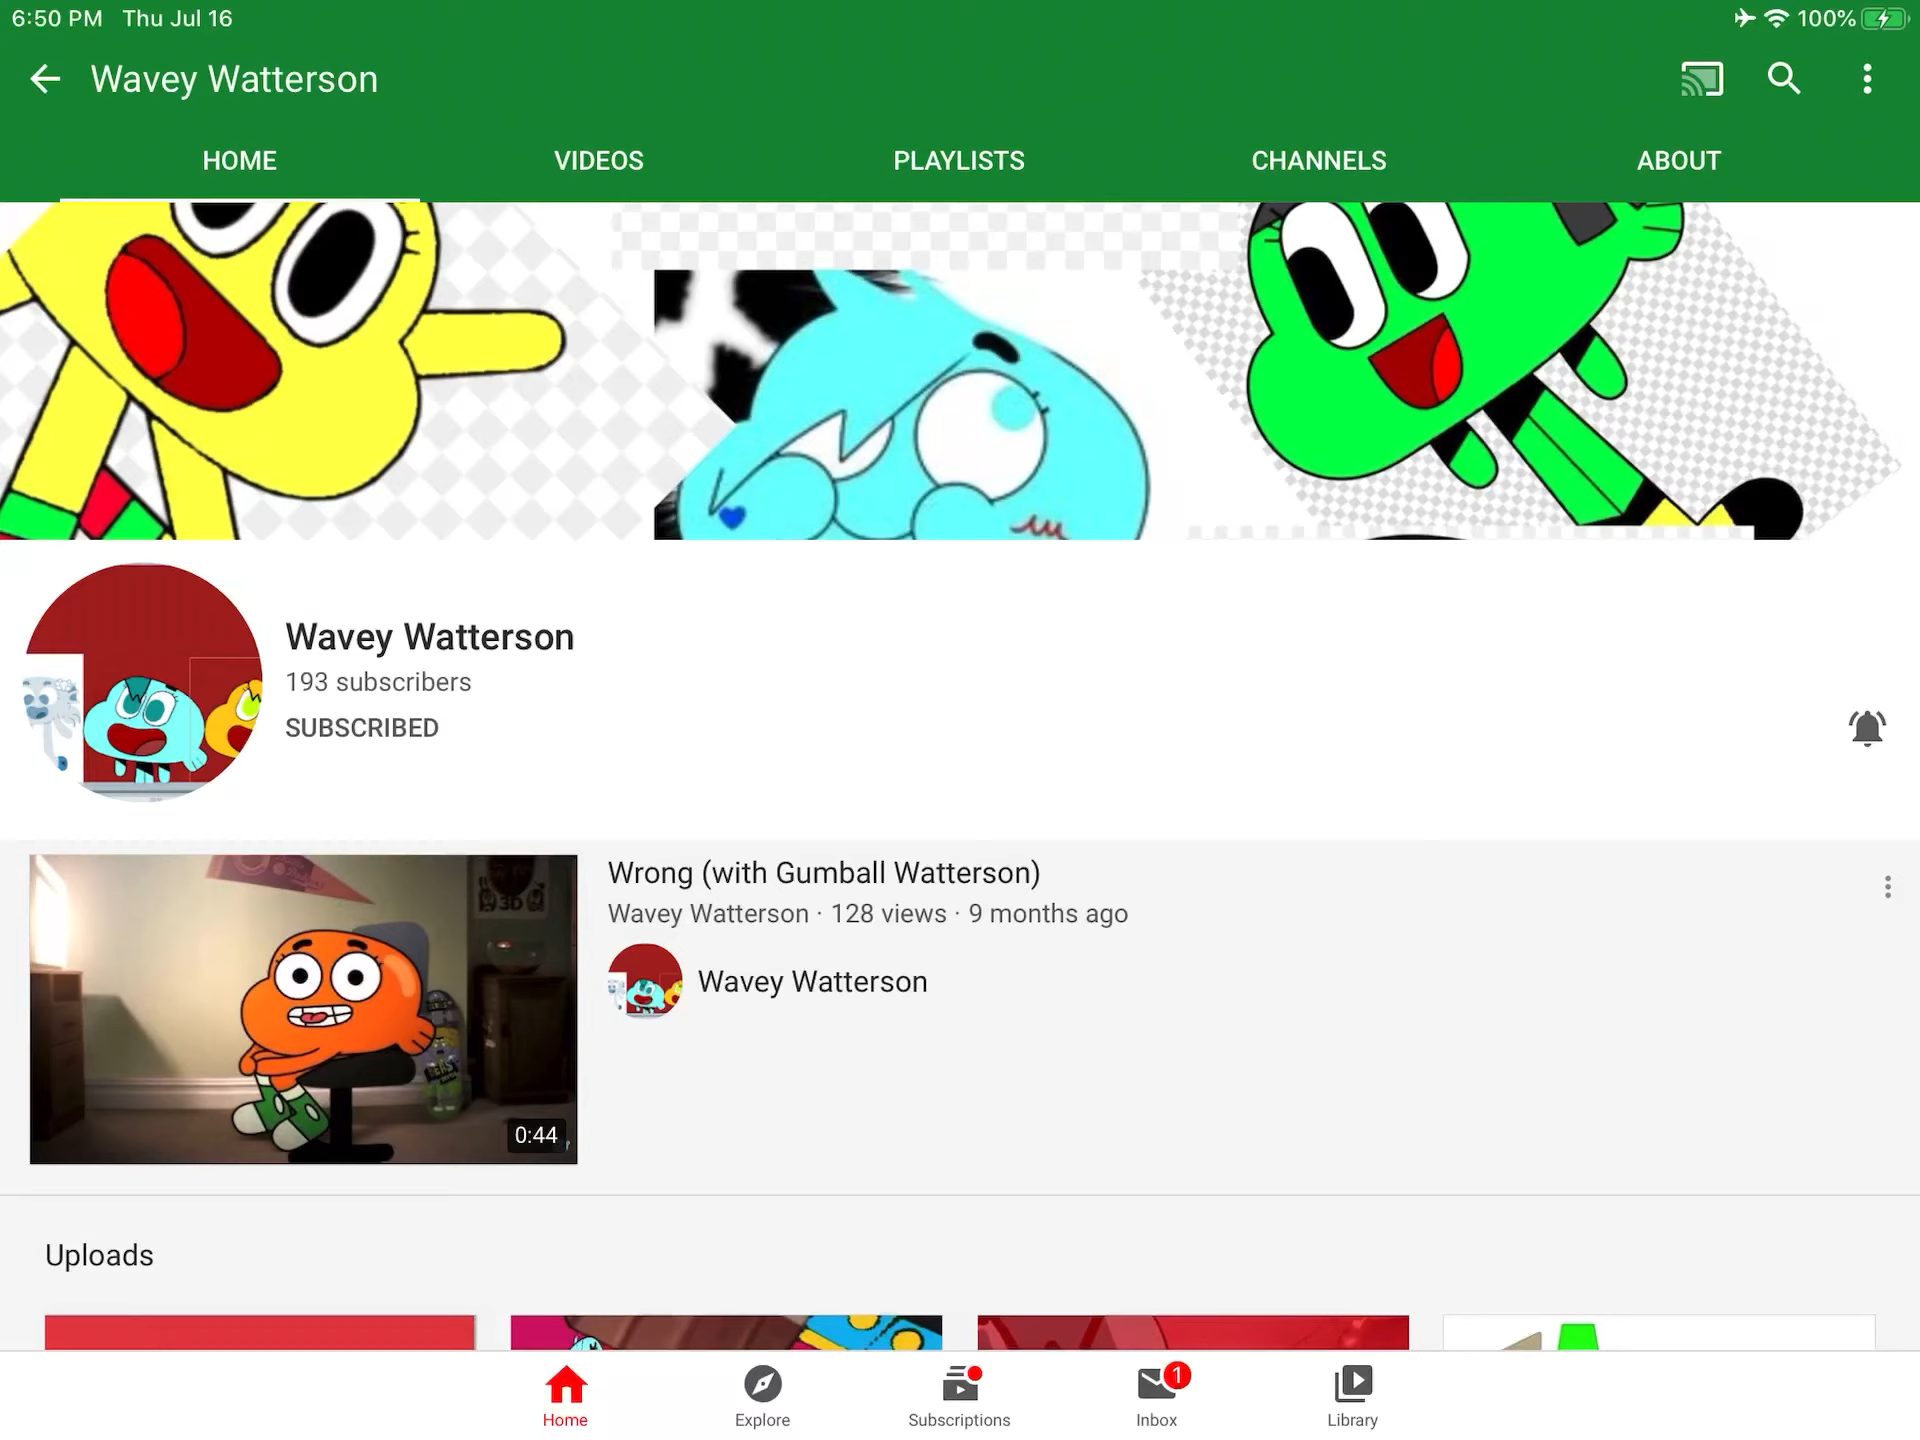 6:50 PM Thu Jul 16
100%
Wavey Watterson
HOME VIDEOS PLAYLISTS CHANNELS ABOUT
Wavey Watterson
193 subscribers
SUBSCRIBED
Wrong (with Gumball Watterson)
Wavey Watterson · 128 views · 9 months ago
Wavey Watterson
0:44
Uploads
1
Home Explore Subscriptions Inbox Library